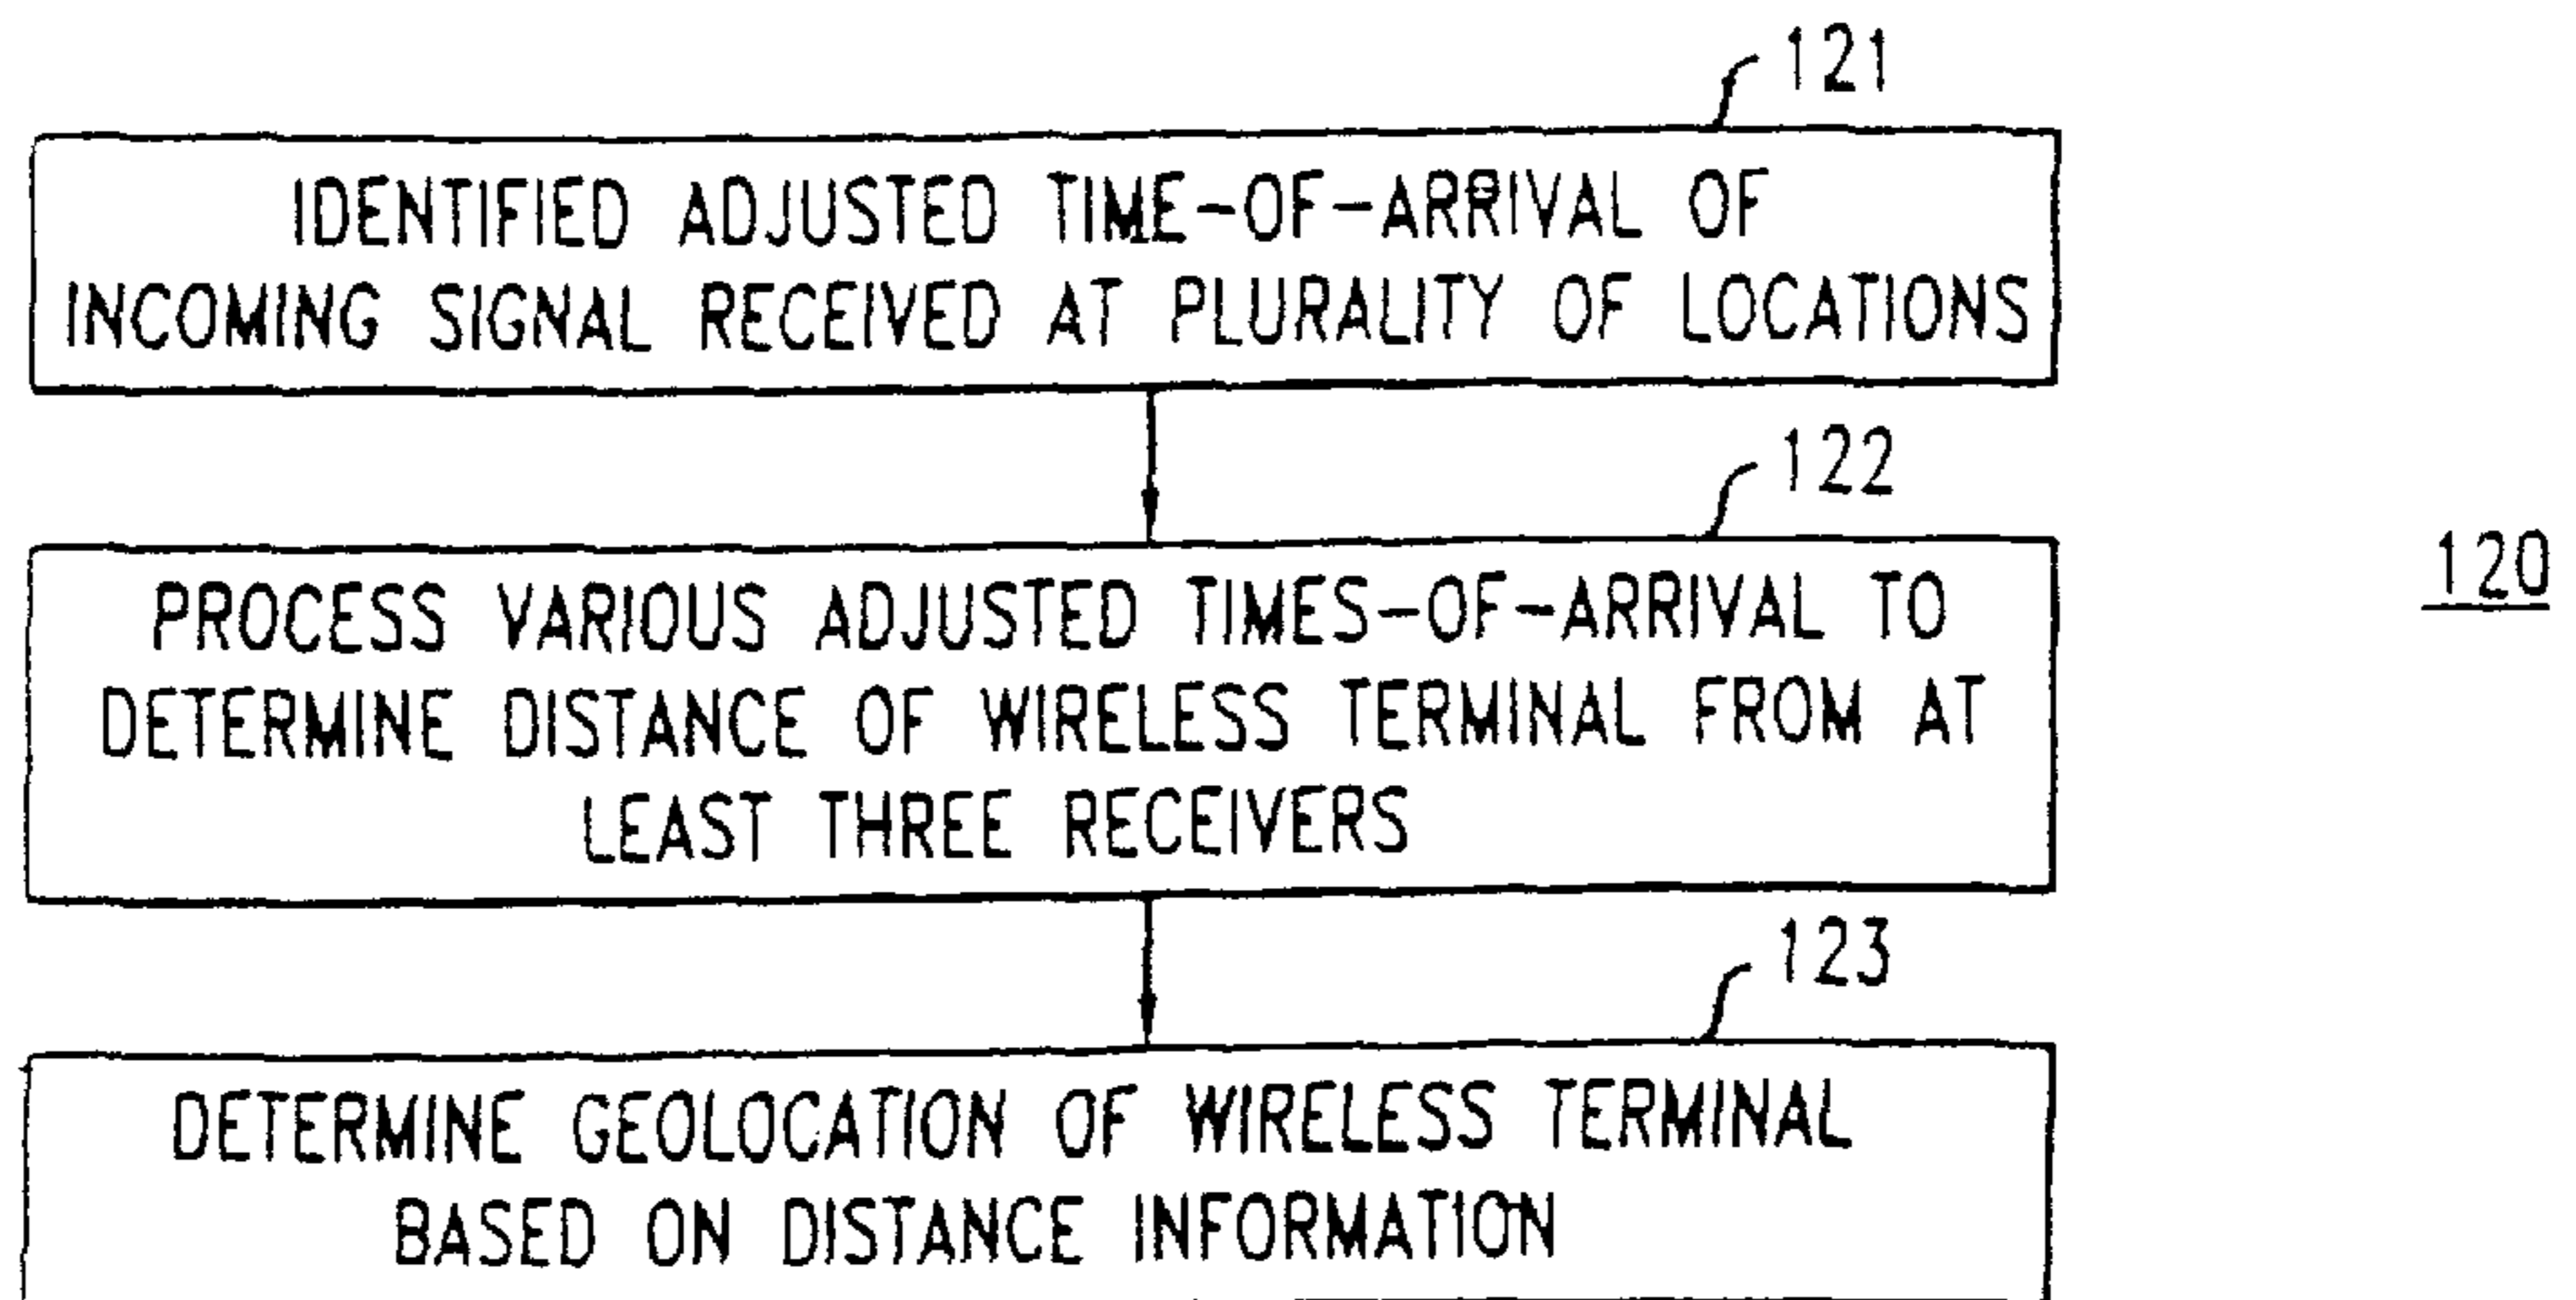 121
IDENTIFIED ADJUSTED TIME-OF-ARRIVAL OF
INCOMING SIGNAL RECEIVED AT PLURALITY OF LOCATIONS
122
120
PROCESS VARIOUS ADJUSTED TIMES-OF-ARRIVAL TO
DETERMINE DISTANCE OF WIRELESS TERMINAL FROM AT
LEAST THREE RECEIVERS
123
DETERMINE GEOLOCATION OF WIRELESS TERMINAL
BASED ON DISTANCE INFORMATION